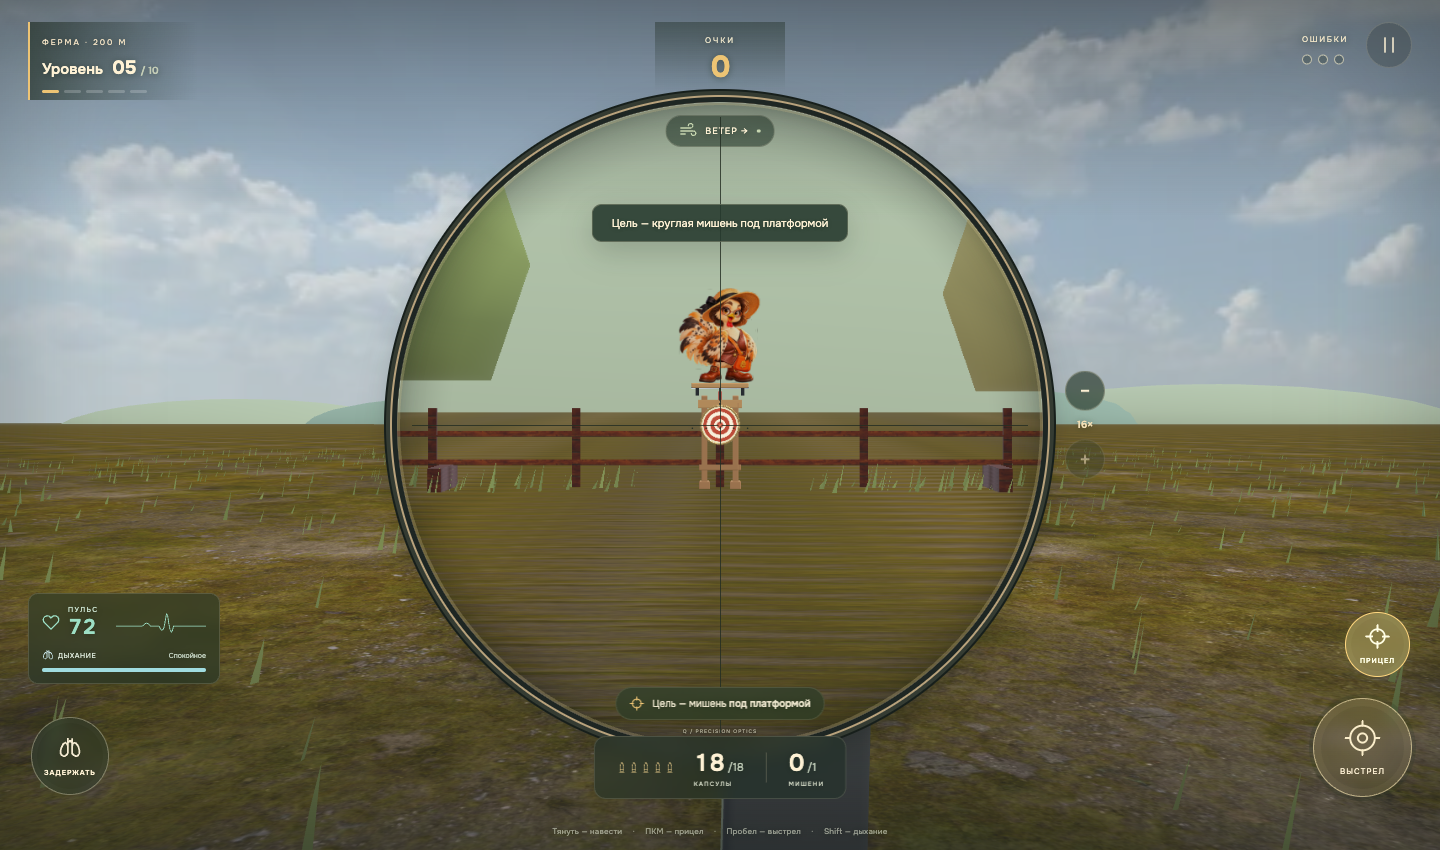 ФЕРМА · 200 М
Уровень 05 / 10
ОЧКИ
0
ОШИБКИ
ВЕТЕР →
Цель — круглая мишень под платформой
16×
ПУЛЬС
72
ДЫХАНИЕ Спокойное
ЗАДЕРЖАТЬ
ПРИЦЕЛ
ВЫСТРЕЛ
Цель — мишень под платформой
0 / PRECISION OPTICS
18 /18
КАПСУЛЫ
0 /1
МИШЕНИ
Тянуть — навести · ПКМ — прицел · Пробел — выстрел · Shift — дыхание